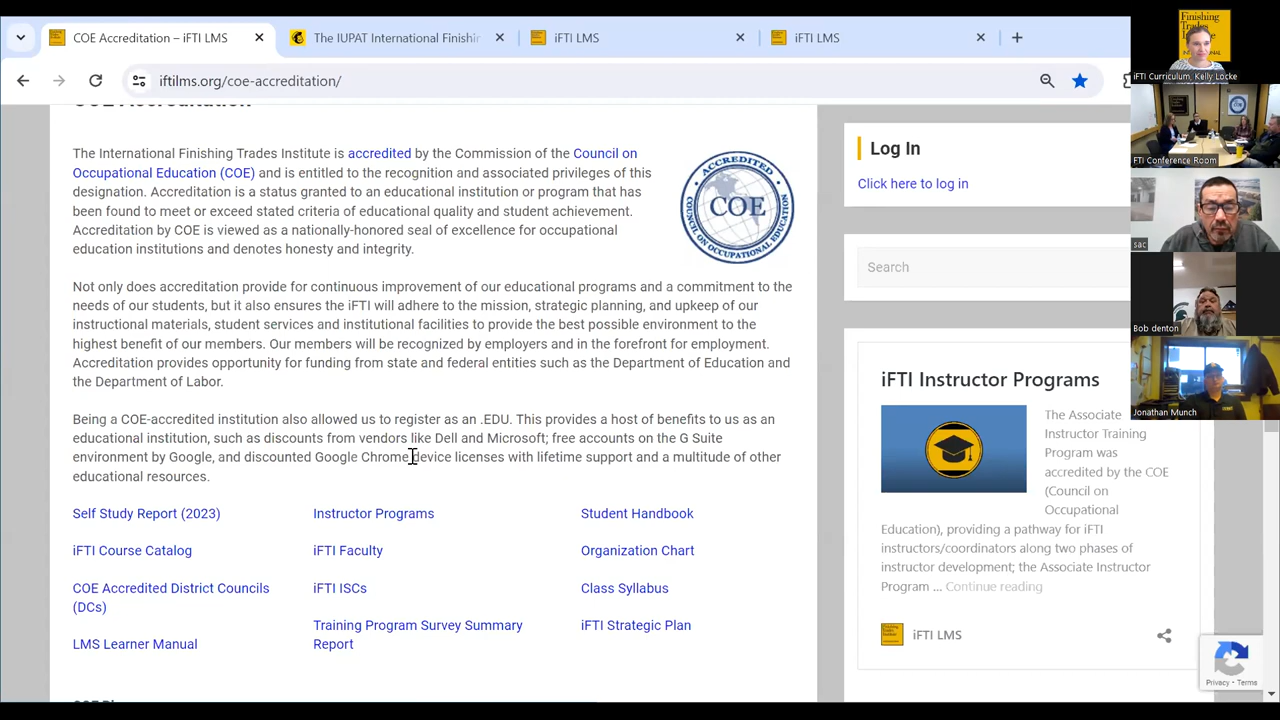 COE Accreditation – iFTI LMS
The IUPAT International Finishi
iFTI LMS
iFTI LMS
iftilms.org/coe-accreditation/
COE Accreditation
The International Finishing Trades Institute is accredited by the Commission of the Council on
Occupational Education (COE) and is entitled to the recognition and associated privileges of this
designation. Accreditation is a status granted to an educational institution or program that has
been found to meet or exceed stated criteria of educational quality and student achievement.
Accreditation by COE is viewed as a nationally-honored seal of excellence for occupational
education institutions and denotes honesty and integrity.
ACCREDITED
COE
COUNCIL ON OCCUPATIONAL EDUCATION
Not only does accreditation provide for continuous improvement of our educational programs and a commitment to the
needs of our students, but it also ensures the iFTI will adhere to the mission, strategic planning, and upkeep of our
instructional materials, student services and institutional facilities to provide the best possible environment to the
highest benefit of our members. Our members will be recognized by employers and in the forefront for employment.
Accreditation provides opportunity for funding from state and federal entities such as the Department of Education and
the Department of Labor.
Being a COE-accredited institution also allowed us to register as an .EDU. This provides a host of benefits to us as an
educational institution, such as discounts from vendors like Dell and Microsoft; free accounts on the G Suite
environment by Google, and discounted Google Chrome device licenses with lifetime support and a multitude of other
educational resources.
Self Study Report (2023)
Instructor Programs
Student Handbook
iFTI Course Catalog
iFTI Faculty
Organization Chart
COE Accredited District Councils
(DCs)
iFTI ISCs
Class Syllabus
LMS Learner Manual
Training Program Survey Summary
Report
iFTI Strategic Plan
Log In
Click here to log in
Search
iFTI Instructor Programs
The Associate
Instructor Training
Program was
accredited by the COE
(Council on
Occupational
Education), providing a pathway for iFTI
instructors/coordinators along two phases of
instructor development; the Associate Instructor
Program ... Continue reading
iFTI LMS
Privacy - Terms
Finishing
Trades
Institute
INTERNATIONAL
iFTI Curriculum, Kelly Locke
COE
FTI Conference Room
sac
Bob denton
Jonathan Munch